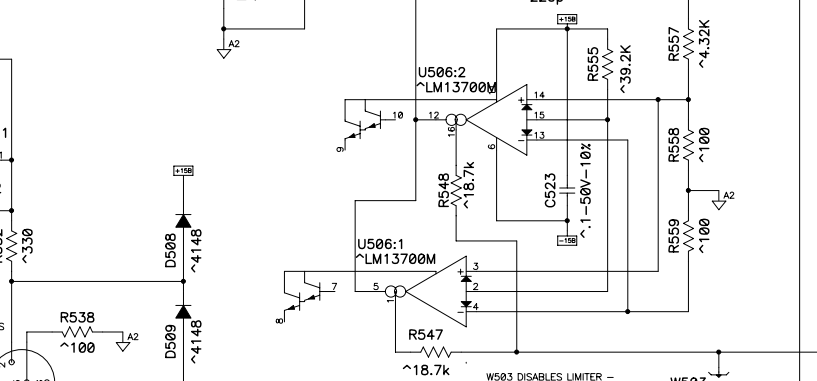 A2
+15B
U506:2
^LM13700M
R555
^39.2K
R557
^4.32K
14
10
12
15
16
13
9
6
1
R558
^100
R548
^18.7k
C523
^.1-50V-10%
A2
+15B
-15B
^330
D508
^4148
U506:1
^LM13700M
R559
^100
3
7
5
2
1
4
8
R538
^100
A2
D509
^4148
R547
^18.7k
W503 DISABLES LIMITER -